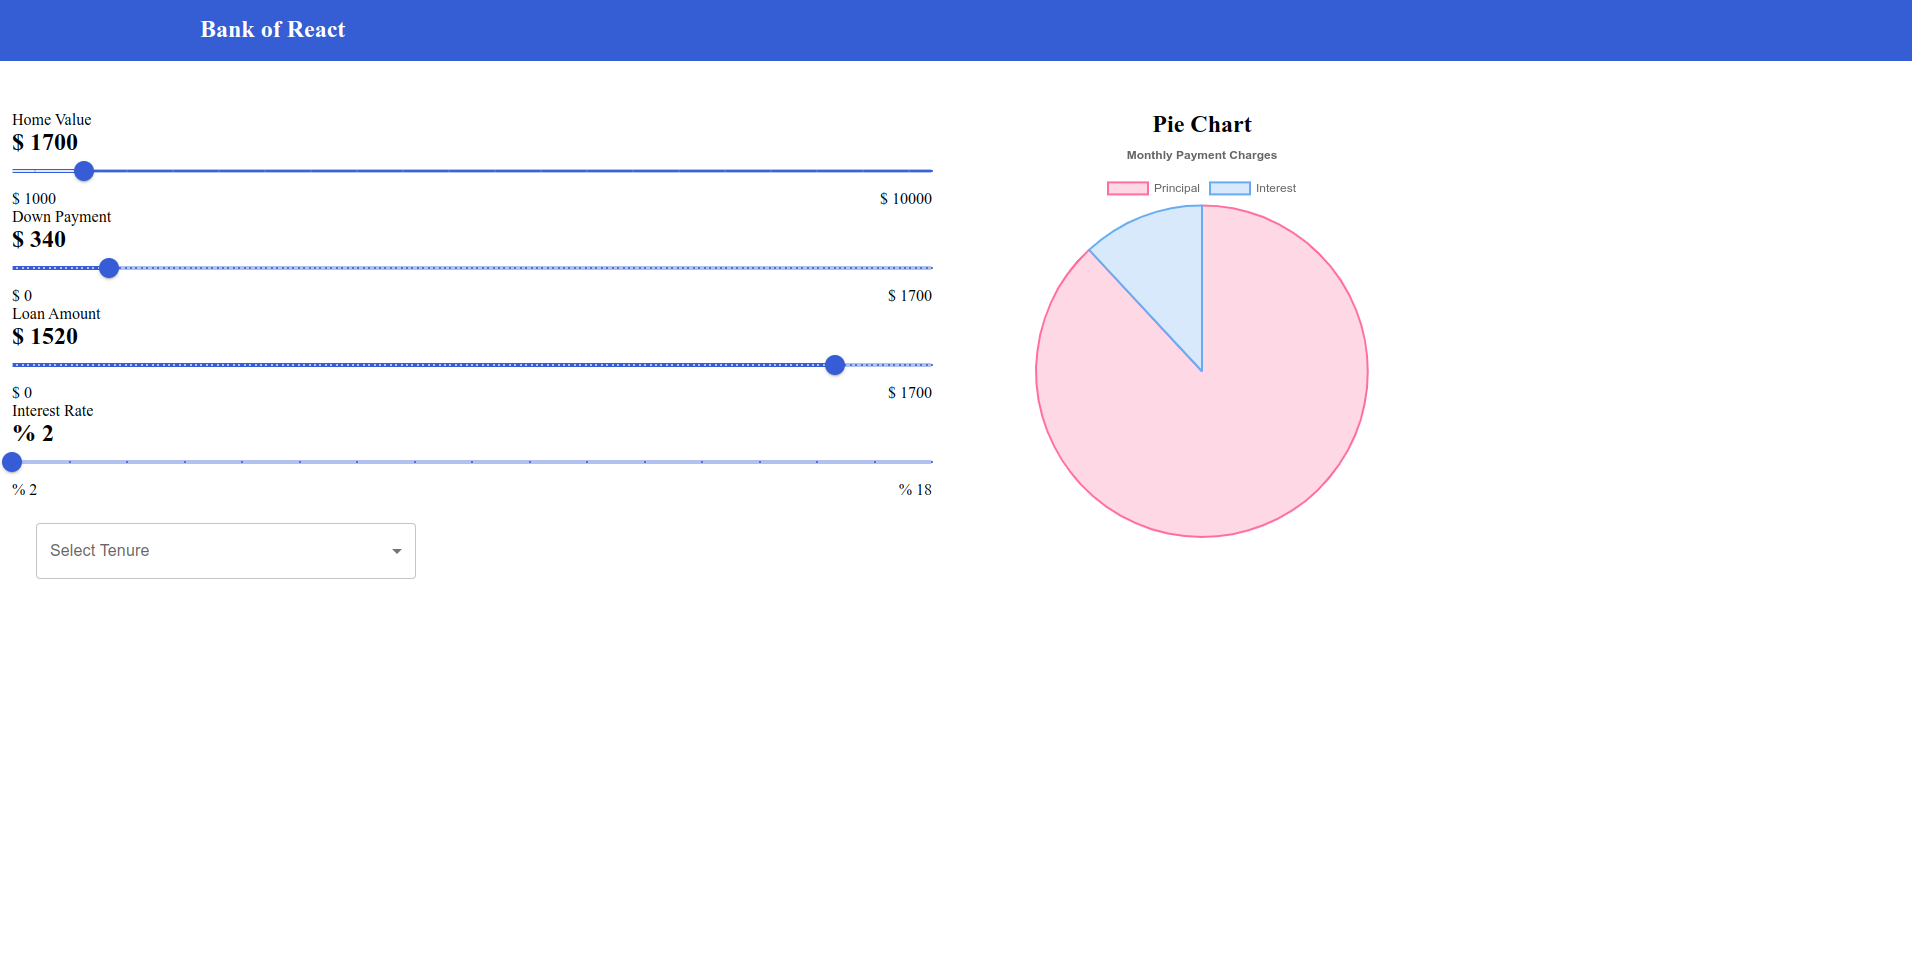 Bank of React
Home Value
$ 1700
$ 1000 $ 10000
Down Payment
$ 340
$ 0 $ 1700
Loan Amount
$ 1520
$ 0 $ 1700
Interest Rate
% 2
% 2 % 18
Select Tenure
Pie Chart
Monthly Payment Charges
Principal Interest